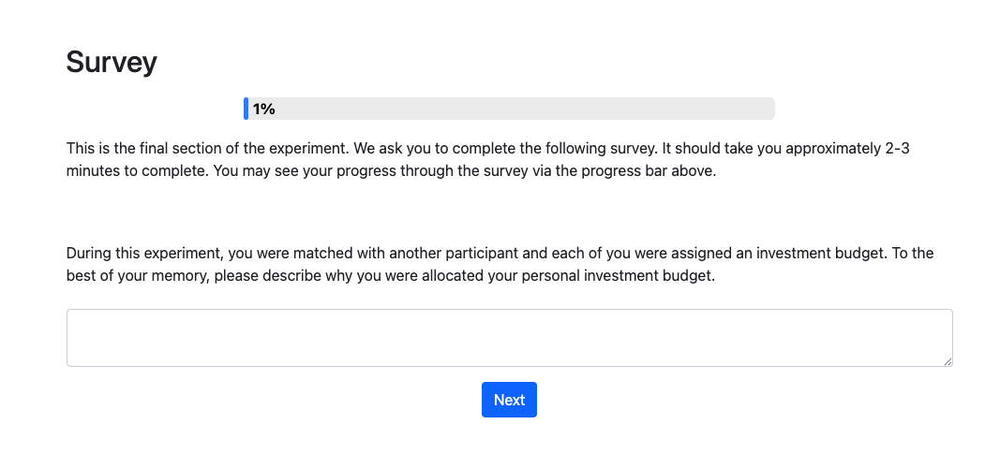 Survey
1%
This is the final section of the experiment. We ask you to complete the following survey. It should take you approximately 2-3
minutes to complete. You may see your progress through the survey via the progress bar above.
During this experiment, you were matched with another participant and each of you were assigned an investment budget. To the
best of your memory, please describe why you were allocated your personal investment budget.
Next